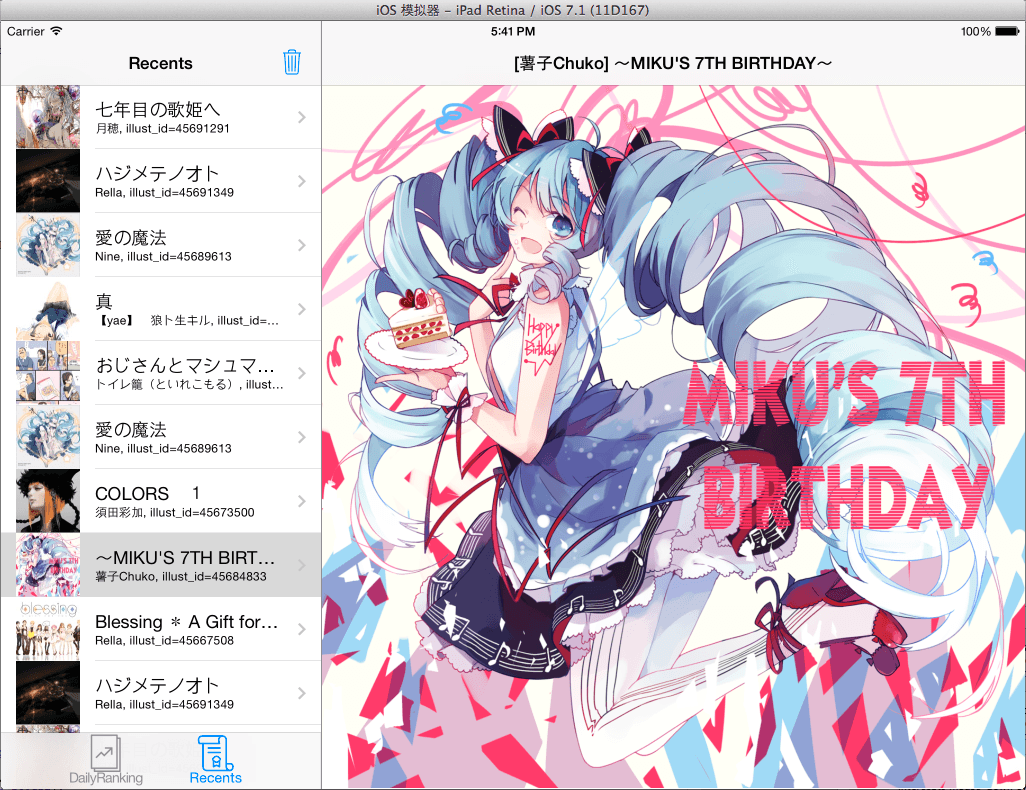 iOS 模拟器 - iPad Retina / iOS 7.1 (11D167)
Carrier
5:41 PM
100%
Recents
[薯子Chuko] ～MIKU'S 7TH BIRTHDAY～
七年目の歌姫へ
月穂, illust_id=45691291
ハジメテノオト
Rella, illust_id=45691349
愛の魔法
Nine, illust_id=45689613
真
【yae】　狼ト生キル, illust_id=...
おじさんとマシュマ...
トイレ籠（といれこもる）, illust...
愛の魔法
Nine, illust_id=45689613
COLORS　1
須田彩加, illust_id=45673500
～MIKU'S 7TH BIRT...
薯子Chuko, illust_id=45684833
blessing
Blessing ＊ A Gift for...
Rella, illust_id=45667508
ハジメテノオト
Rella, illust_id=45691349
DailyRanking
Recents
Happy
Birthday
MIKU'S 7TH
BIRTHDAY